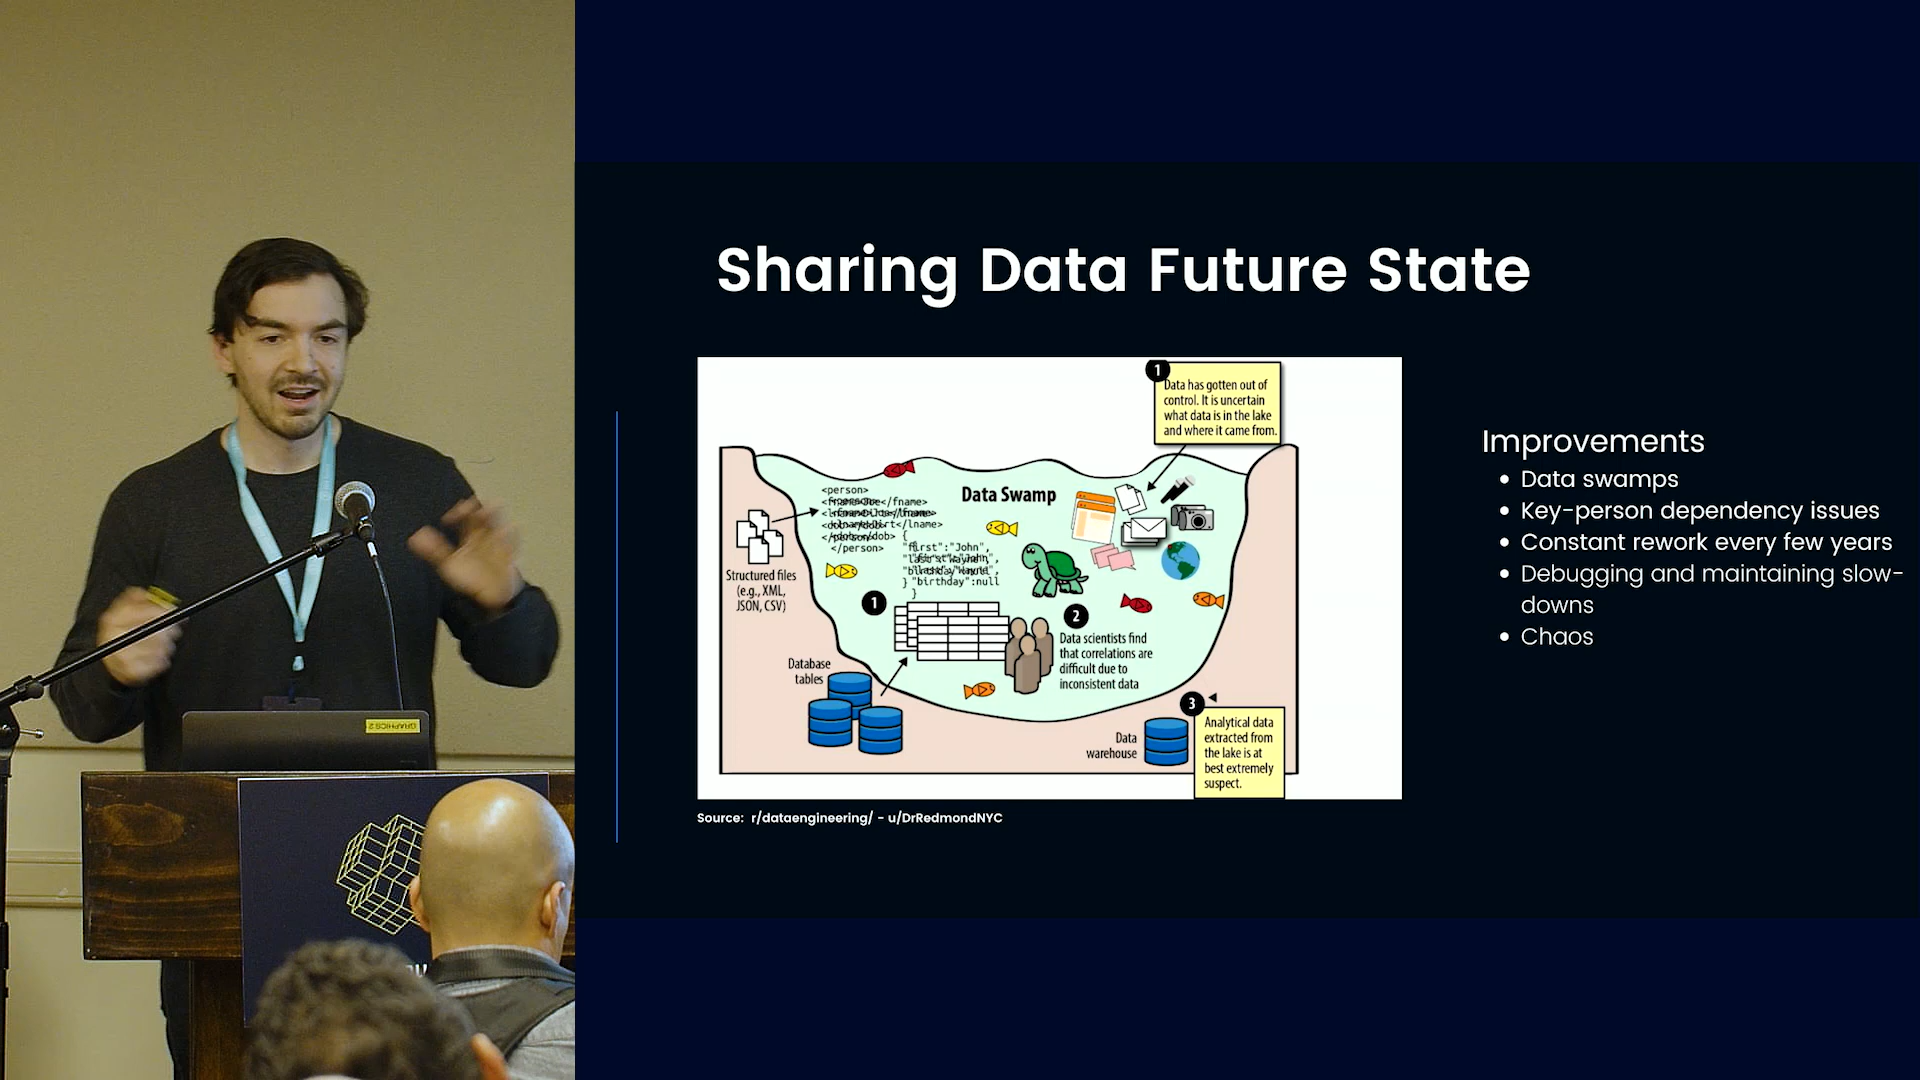 Sharing Data Future State
1
Data has gotten out of
control. It is uncertain
what data is in the lake
and where it came from.
Data Swamp
<person>
</person>
{
"first":"John",
} "birthday":null
}
Structured files
(e.g., XML,
JSON, CSV)
1
2
Data scientists find
that correlations are
difficult due to
inconsistent data
Database
tables
3
Data
warehouse
Analytical data
extracted from
the lake is at
best extremely
suspect.
Source: r/dataengineering/ - u/DrRedmondNYC
Improvements
Data swamps
Key-person dependency issues
Constant rework every few years
Debugging and maintaining slow-
downs
Chaos
GRAPHICS 2